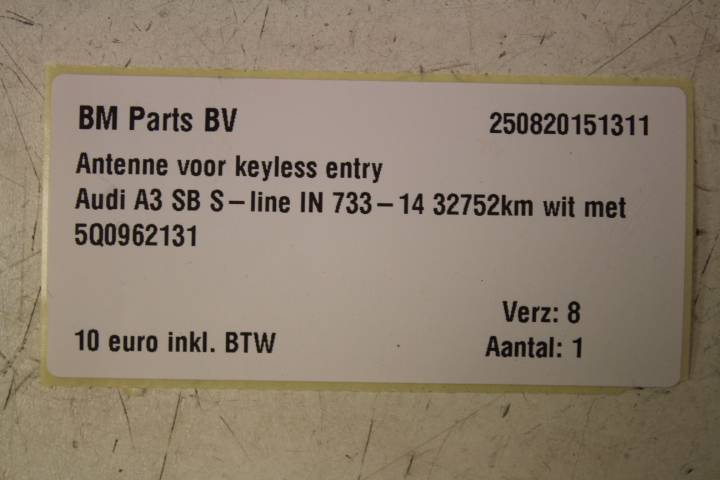 BM Parts BV 250820151311
Antenne voor keyless entry
Audi A3 SB S-line IN 733-14 32752km wit met
5Q0962131
Verz: 8
10 euro inkl. BTW Aantal: 1